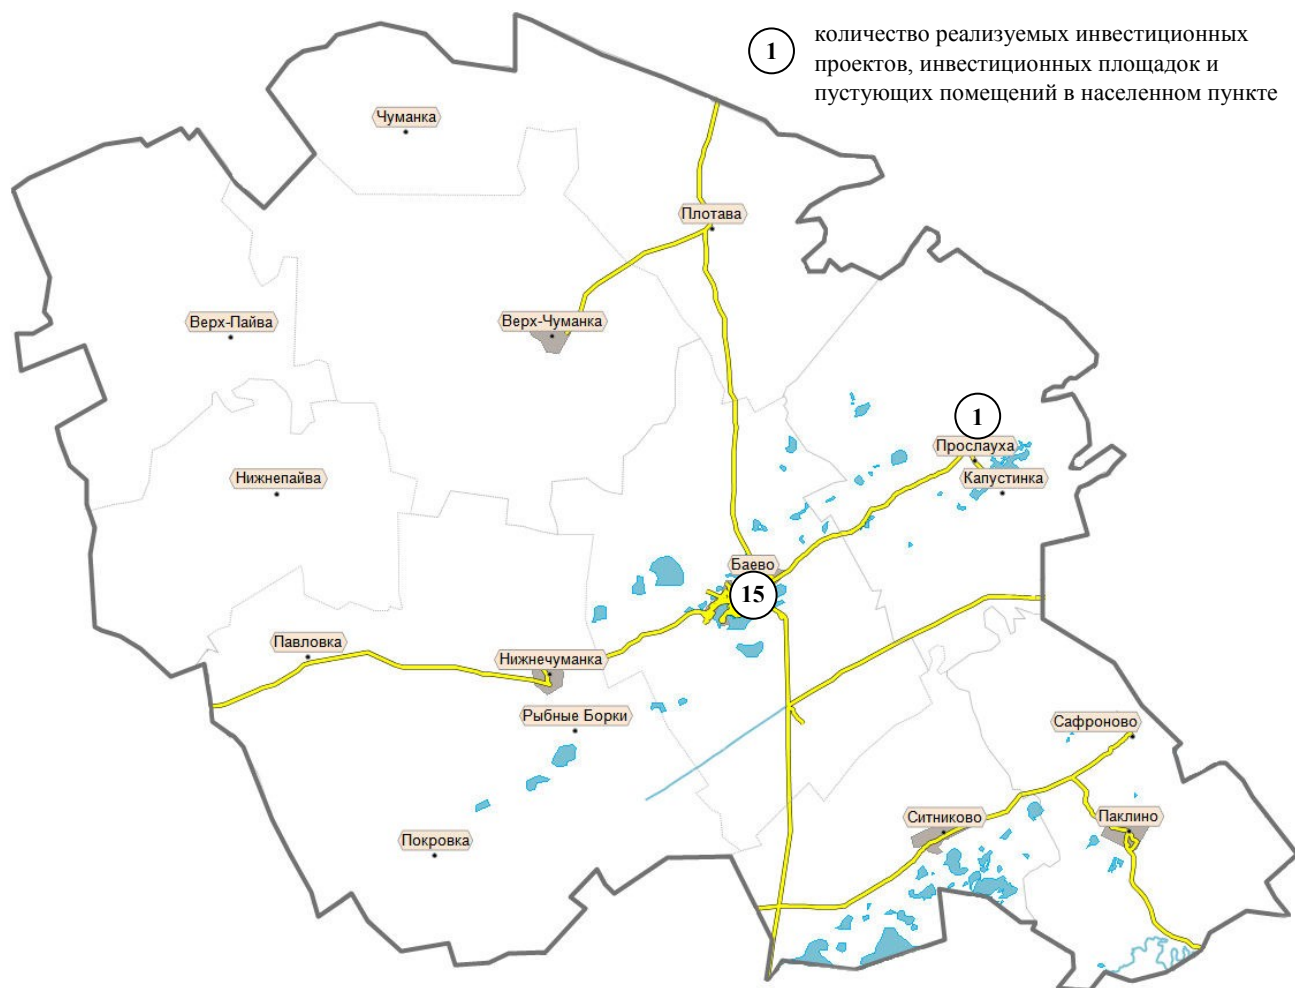 1
количество реализуемых инвестиционных
проектов, инвестиционных площадок и
пустующих помещений в населенном пункте
Чуманка
Плотава
Верх-Пайва
Верх-Чуманка
1
Прослауха
Нижнепайва
Капустинка
Баево
15
Павловка
Нижнечуманка
Рыбные Борки
Сафроново
Ситниково
Паклино
Покровка